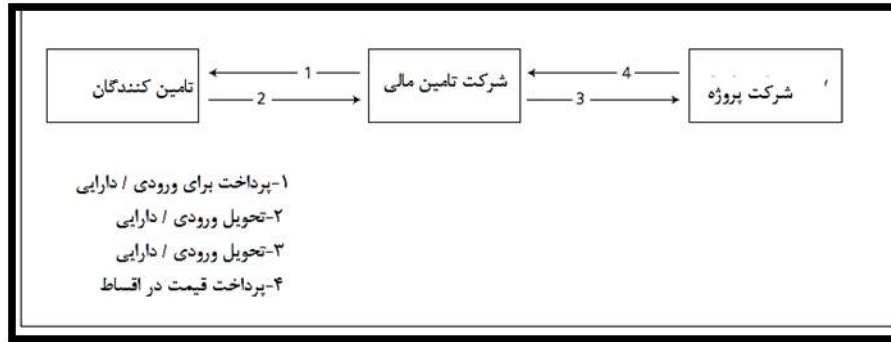 تامین کنندگان
1
2
شرکت تامین مالی
4
3
شرکت پروژه
۱-پرداخت برای ورودی / دارایی
۲-تحویل ورودی / دارایی
۳-تحویل ورودی / دارایی
۴-پرداخت قیمت در اقساط